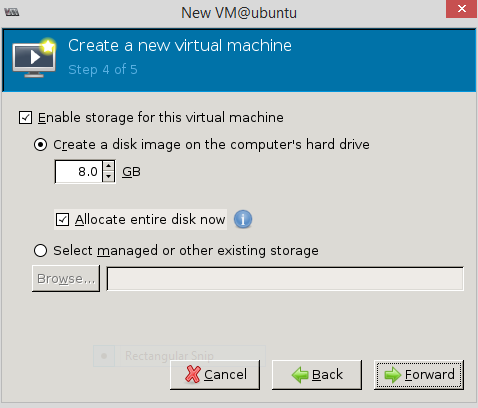 New VM@ubuntu
Create a new virtual machine
Step 4 of 5
Enable storage for this virtual machine
Create a disk image on the computer's hard drive
8.0 GB
Allocate entire disk now
Select managed or other existing storage
Browse...
Rectangular Snip
Cancel Back Forward